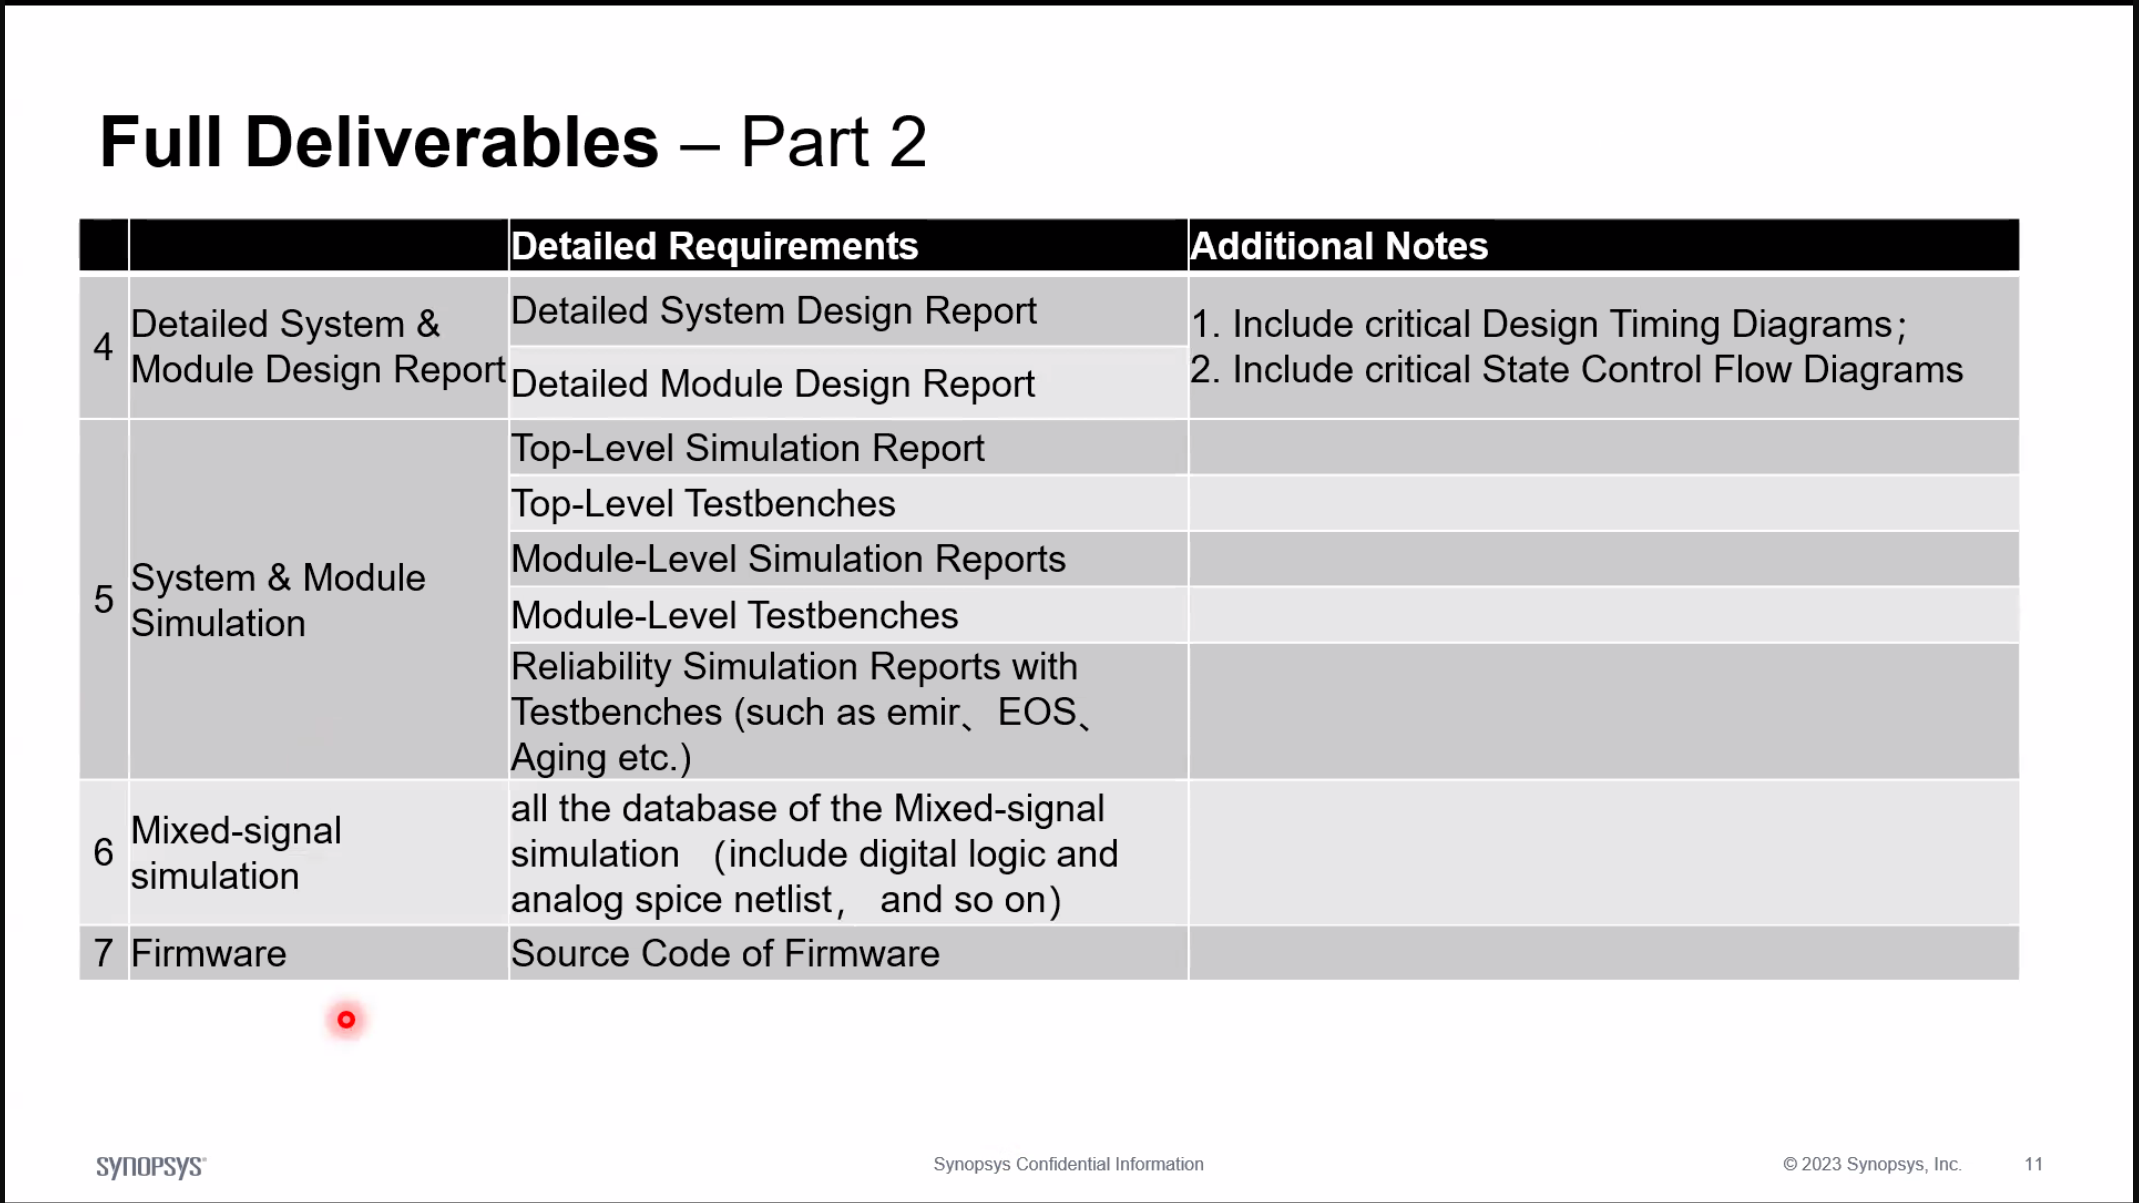 Full Deliverables – Part 2
Detailed Requirements
Additional Notes
4
Detailed System &
Module Design Report
Detailed System Design Report
Detailed Module Design Report
1. Include critical Design Timing Diagrams；
2. Include critical State Control Flow Diagrams
5
System & Module
Simulation
Top-Level Simulation Report
Top-Level Testbenches
Module-Level Simulation Reports
Module-Level Testbenches
Reliability Simulation Reports with
Testbenches (such as emir、EOS、
Aging etc.)
6
Mixed-signal
simulation
all the database of the Mixed-signal
simulation （include digital logic and
analog spice netlist， and so on）
7
Firmware
Source Code of Firmware
SYNOPSYS®
Synopsys Confidential Information
© 2023 Synopsys, Inc.
11